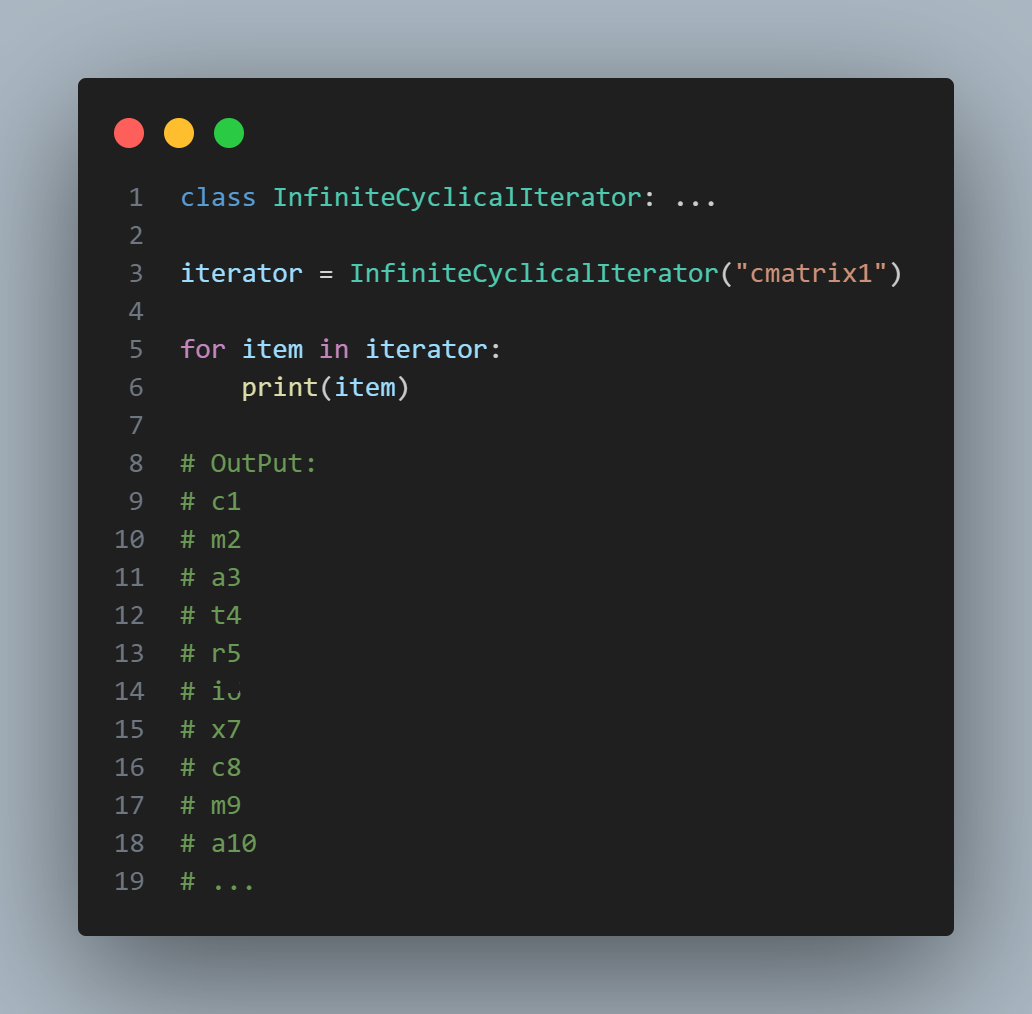 1 class InfiniteCyclicalIterator: ...
2
3 iterator = InfiniteCyclicalIterator("cmatrix1")
4
5 for item in iterator:
6     print(item)
7
8 # OutPut:
9 # c1
10 # m2
11 # a3
12 # t4
13 # r5
14 #
15 # x7
16 # c8
17 # m9
18 # a10
19 # ...